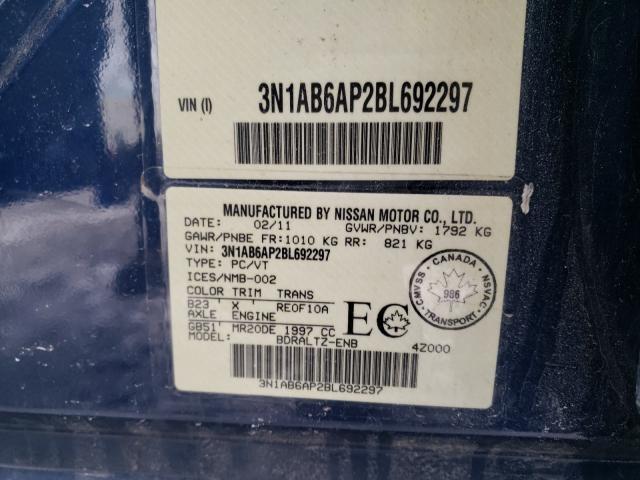 VIN (I) 3N1AB6AP2BL692297
MANUFACTURED BY NISSAN MOTOR CO., LTD.
DATE: 02/11 GVWR/PNBV: 1792 KG
GAWR/PNBE FR:1010 KG RR: 821 KG
VIN: 3N1AB6AP2BL692297
TYPE: PC/VT
ICES/NMB-002
COLOR TRIM TRANS
B23 ' X REOF10A
AXLE ENGINE
GB51' MR20DE 1997 CC
MODEL: BDRALTZ-ENB 4Z000
EC
CANADA
CMVSS 986 NSVAC
TRANSPORT
3N1AB6AP2BL692297